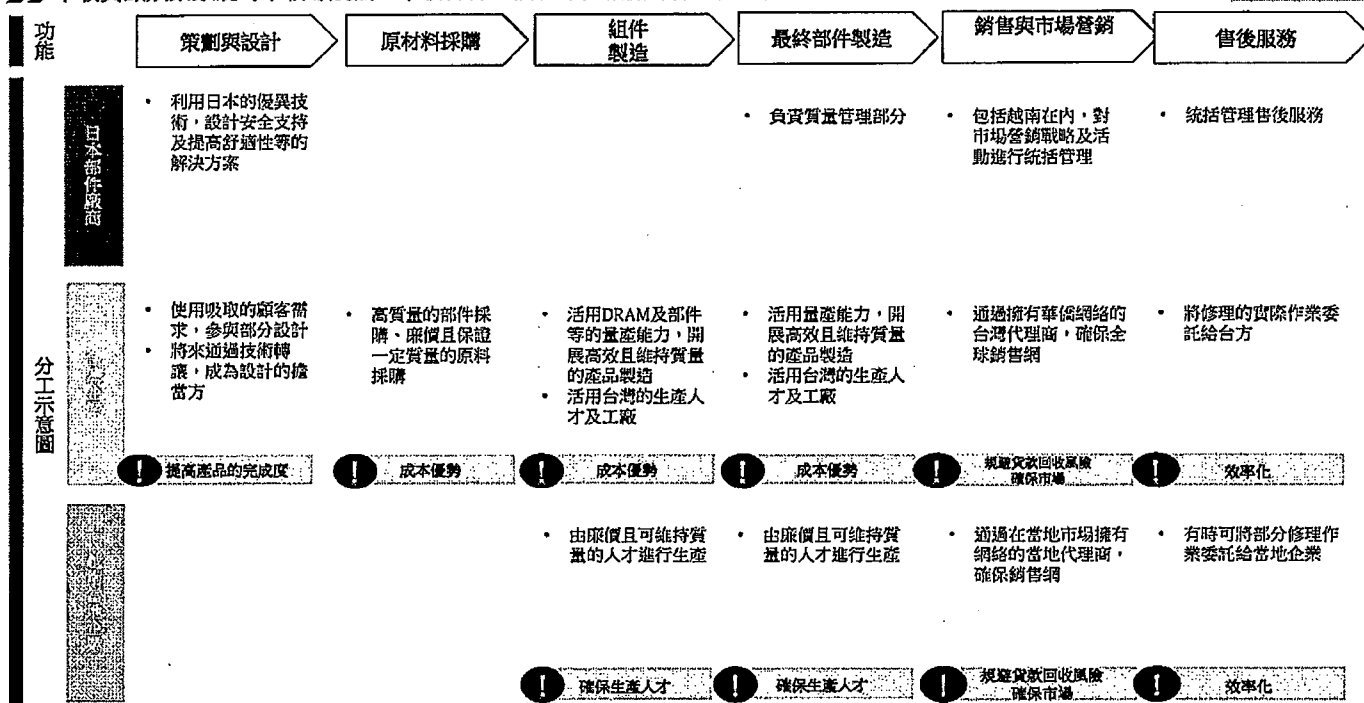 功能
策劃與設計
原材料採購
組件
製造
最終部件製造
銷售與市場營銷
售後服務
分工示意圖
日本部件廠商
• 利用日本的優異技
術，設計安全支持
及提高舒適性等的
解決方案
• 負責質量管理部分
• 包括越南在內，對
市場營銷戰略及活
動進行統括管理
• 統括管理售後服務
• 使用吸取的顧客需
求，參與部分設計
• 將來通過技術轉
讓，成為設計的擔
當方
• 高質量的部件採
購、廉價且保證
一定質量的原料
採購
• 活用DRAM及部件
等的量產能力，開
展高效且維持質量
的產品製造
• 活用台灣的生產人
才及工廠
• 活用量產能力，開
展高效且維持質量
的產品製造
• 活用台灣的生產人
才及工廠
• 通過擁有華僑網絡的
台灣代理商，確保全
球銷售網
• 將修理的實際作業委
託給台方
! 提高產品的完成度
! 成本優勢
! 成本優勢
! 成本優勢
! 規避貨款回收風險
確保市場
! 效率化
• 由廉價且可維持質
量的人才進行生產
• 由廉價且可維持質
量的人才進行生產
• 通過在當地市場擁有
網絡的當地代理商，
確保銷售網
• 有時可將部分修理作
業委託給當地企業
! 確保生產人才
! 確保生產人才
! 規避貨款回收風險
確保市場
! 效率化